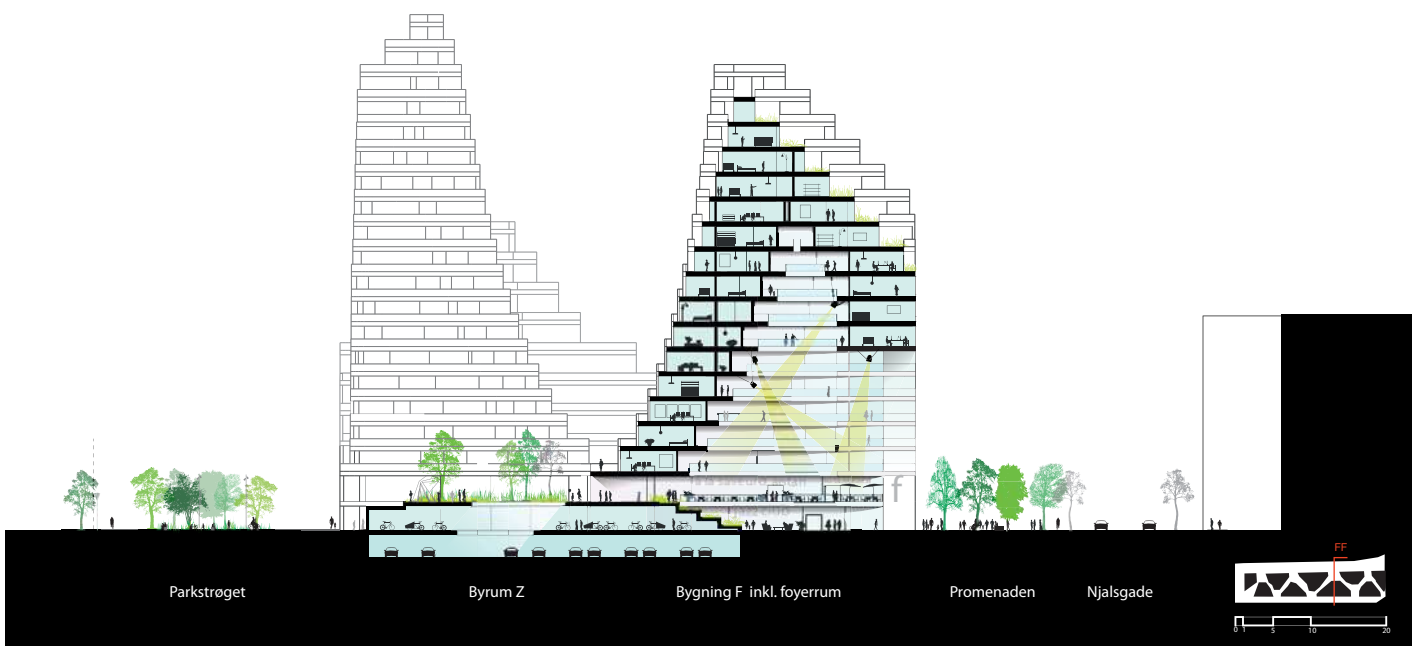 f
Parkstrøget
Byrum Z
Bygning F inkl. foyerrum
Promenaden
Njalsgade
FF
0 1 5 10 20